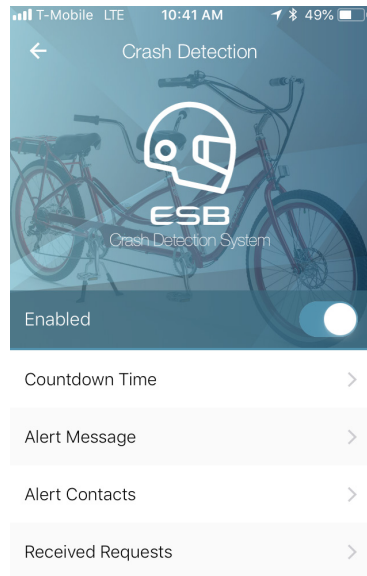 T-Mobile LTE 10:41 AM 49%
Crash Detection
ESB
Crash Detection System
Enabled
Countdown Time
Alert Message
Alert Contacts
Received Requests